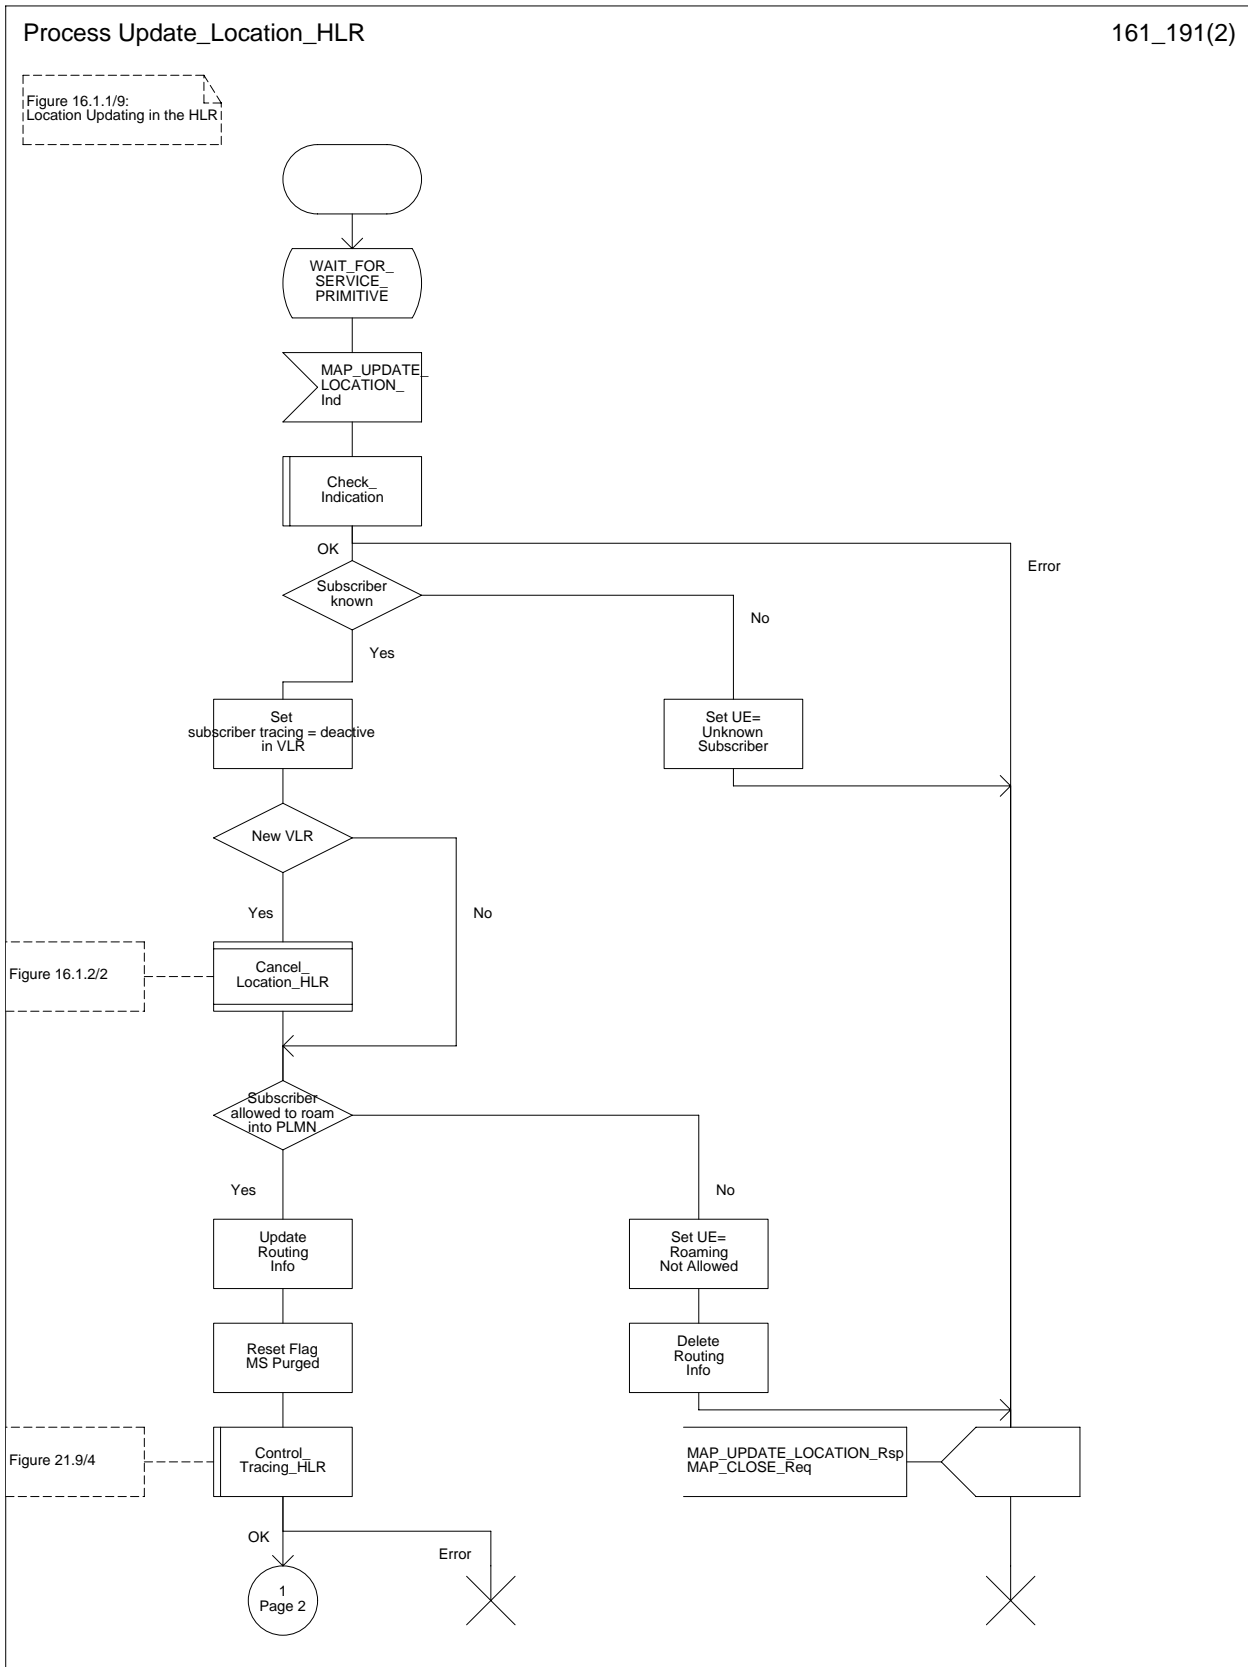 Process Update_Location_HLR
161_191(2)
Figure 16.1.1/9:
Location Updating in the HLR
WAIT_FOR_
SERVICE_
PRIMITIVE
MAP_UPDATE_
LOCATION_
Ind
Check_
Indication
OK
Error
Subscriber
known
No
Yes
Set
subscriber tracing = deactive
in VLR
Set UE=
Unknown
Subscriber
New VLR
Yes
No
Figure 16.1.2/2
Cancel_
Location_HLR
Subscriber
allowed to roam
into PLMN
Yes
No
Update
Routing
Info
Set UE=
Roaming
Not Allowed
Reset Flag
MS Purged
Delete
Routing
Info
Figure 21.9/4
Control_
Tracing_HLR
MAP_UPDATE_LOCATION_Rsp
MAP_CLOSE_Req
OK
Error
1
Page 2